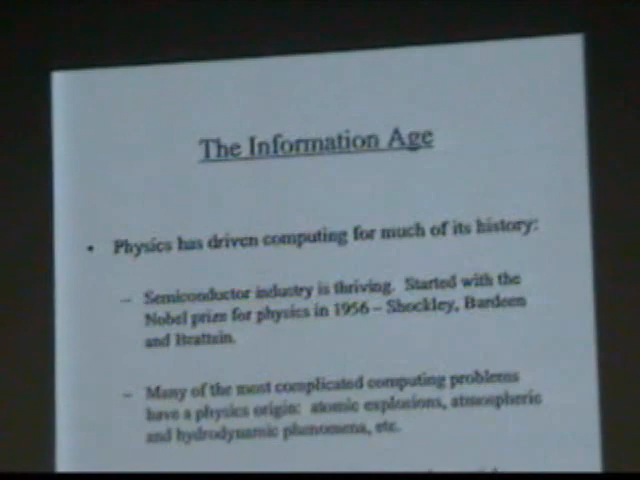 The Information Age
• Physics has driven computing for much of its history:
– Semiconductor industry is thriving. Started with the
Nobel prize for physics in 1956 – Shockley, Bardeen
and Brattain.
– Many of the most complicated computing problems
have a physics origin: atomic explosions, atmospheric
and hydrodynamic phenomena, etc.